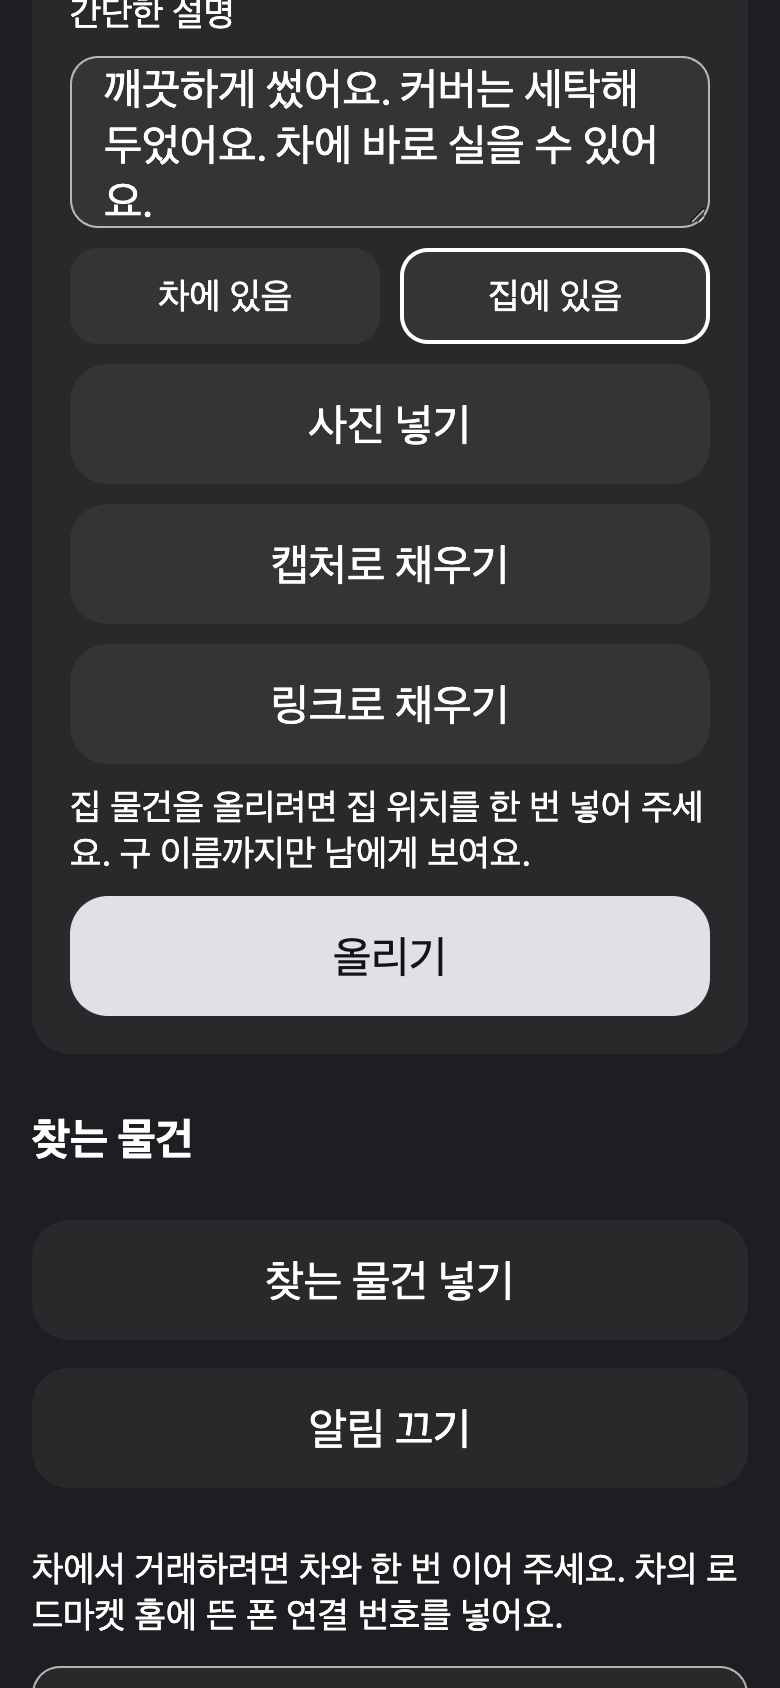 간단한 설명
깨끗하게 썼어요. 커버는 세탁해
두었어요. 차에 바로 실을 수 있어
요.
차에 있음
집에 있음
사진 넣기
캡처로 채우기
링크로 채우기
집 물건을 올리려면 집 위치를 한 번 넣어 주세
요. 구 이름까지만 남에게 보여요.
올리기
찾는 물건
찾는 물건 넣기
알림 끄기
차에서 거래하려면 차와 한 번 이어 주세요. 차의 로
드마켓 홈에 뜬 폰 연결 번호를 넣어요.